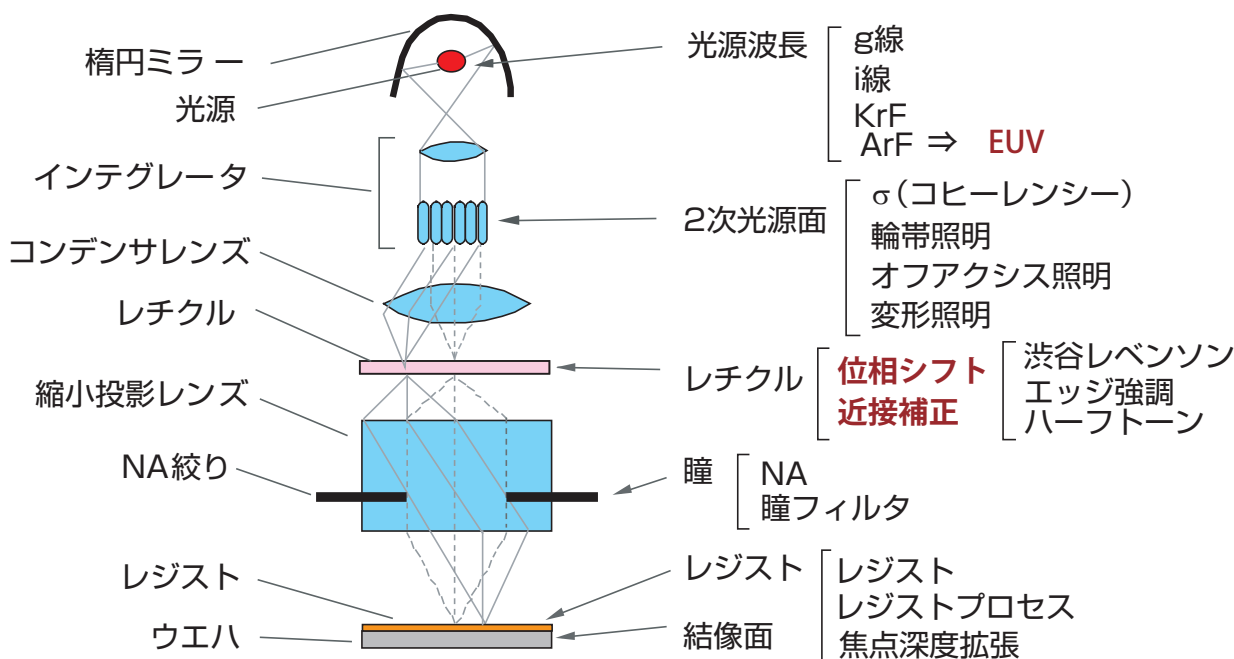 楕円ミラー
光源
インテグレータ
コンデンサレンズ
レチクル
縮小投影レンズ
NA絞り
レジスト
ウエハ
光源波長
g線
i線
KrF
ArF ⇒ EUV
2次光源面
σ(コヒーレンシー)
輪帯照明
オフアクシス照明
変形照明
レチクル
位相シフト
近接補正
渋谷レベンソン
エッジ強調
ハーフトーン
瞳
NA
瞳フィルタ
レジスト
結像面
レジスト
レジストプロセス
焦点深度拡張